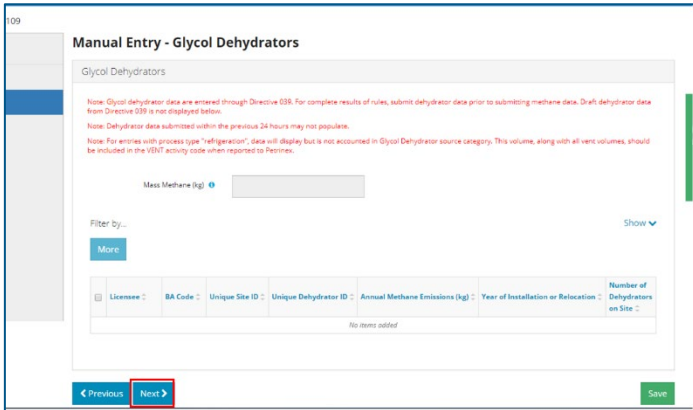 109
Manual Entry - Glycol Dehydrators
Glycol Dehydrators
Note: Glycol dehydrator data are entered through Directive 039. For complete results of rules, submit dehydrator data prior to submitting methane data. Draft dehydrator data
from Directive 039 is not displayed below.
Note: Dehydrator data submitted within the previous 24 hours may not populate.
Note: For entries with process type "refrigeration", data will display but is not accounted in Glycol Dehydrator source category. This volume, along with all vent volumes, should
be included in the VENT activity code when reported to Petrinex.
Mass Methane (kg)
Filter by...
Show
More
Licensee BA Code Unique Site ID Unique Dehydrator ID Annual Methane Emissions (kg) Year of Installation or Relocation Number of
Dehydrators
on Site
No items added
Previous Next Save